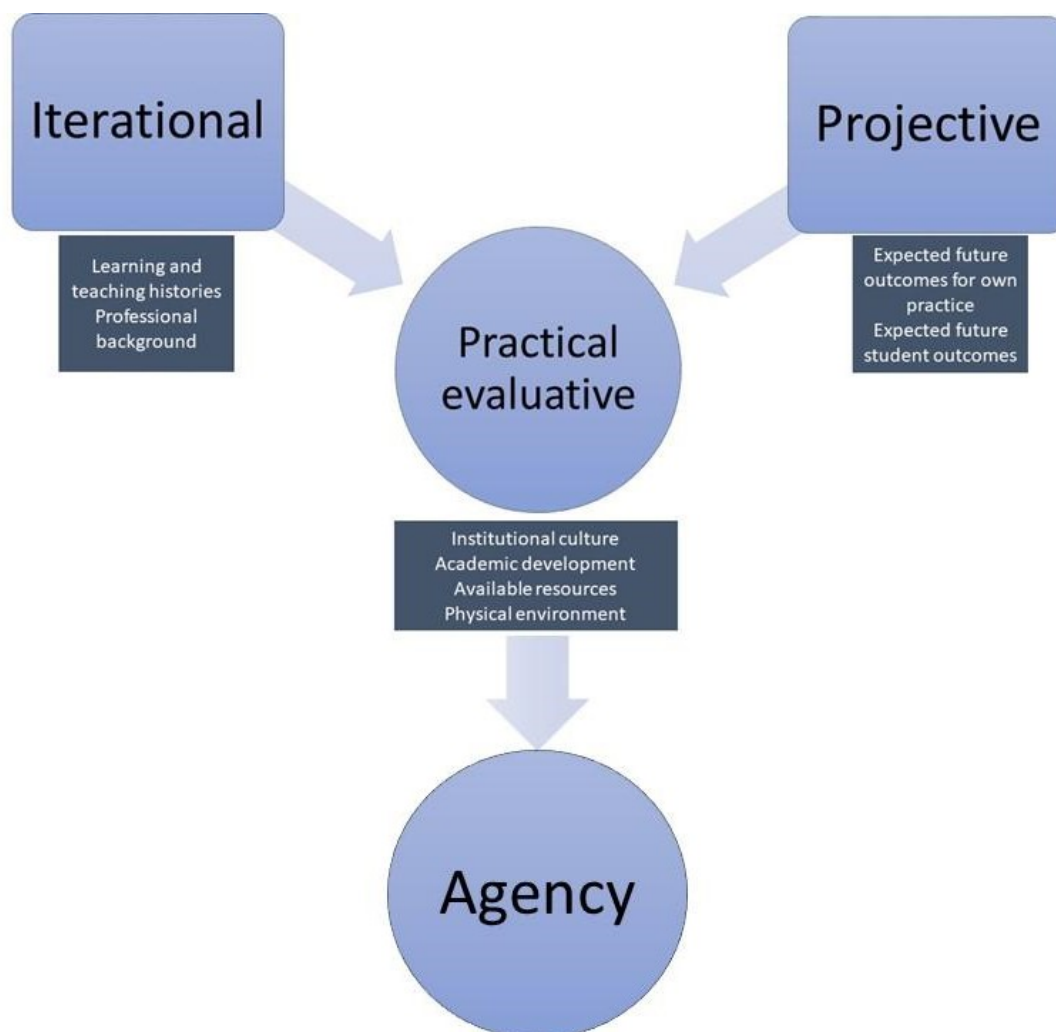 Iterational
Projective
Learning and
teaching histories
Professional
background
Expected future
outcomes for own
practice
Expected future
student outcomes
Practical
evaluative
Institutional culture
Academic development
Available resources
Physical environment
Agency